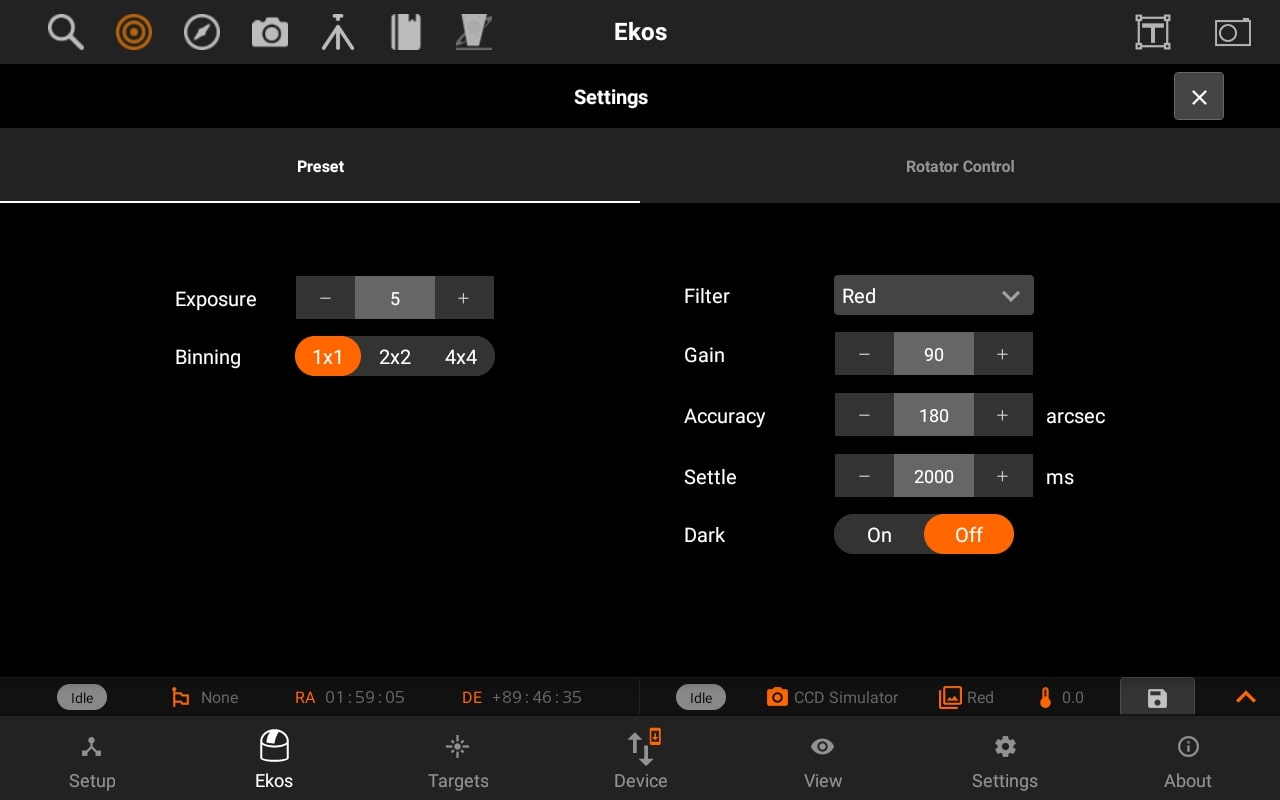 Ekos
T
Settings
×
Preset
Rotator Control
Exposure − 5 +
Binning 1x1 2x2 4x4
Filter Red
Gain − 90 +
Accuracy − 180 + arcsec
Settle − 2000 + ms
Dark On Off
Idle None RA 01:59:05 DE +89:46:35 Idle CCD Simulator Red 0.0
Setup Ekos Targets Device View Settings About